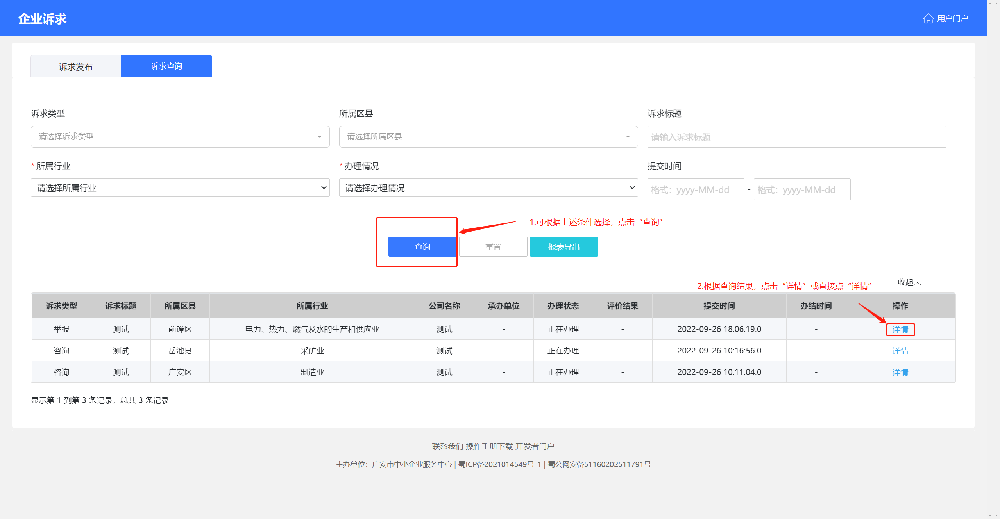 企业诉求
用户门户
诉求发布 诉求查询
诉求类型 所属区县 诉求标题
请选择诉求类型 请选择所属区县 请输入诉求标题
* 所属行业 * 办理情况 提交时间
请选择所属行业 请选择办理情况 格式：yyyy-MM-dd - 格式：yyyy-MM-dd
1.可根据上述条件选择，点击“查询”
查询 重置 报表导出
2.根据查询结果，点击“详情”或直接点“详情” 收起
诉求类型 诉求标题 所属区县 所属行业 公司名称 承办单位 办理状态 评价结果 提交时间 办结时间 操作
举报 测试 前锋区 电力、热力、燃气及水的生产和供应业 测试 - 正在办理 - 2022-09-26 18:06:19.0 - 详情
咨询 测试 岳池县 采矿业 测试 - 正在办理 - 2022-09-26 10:16:56.0 - 详情
咨询 测试 广安区 制造业 测试 - 正在办理 - 2022-09-26 10:11:04.0 - 详情
显示第 1 到第 3 条记录，总共 3 条记录
联系我们 操作手册下载 开发者门户
主办单位：广安市中小企业服务中心 | 蜀ICP备2021014549号-1 | 蜀公网安备51160202511791号